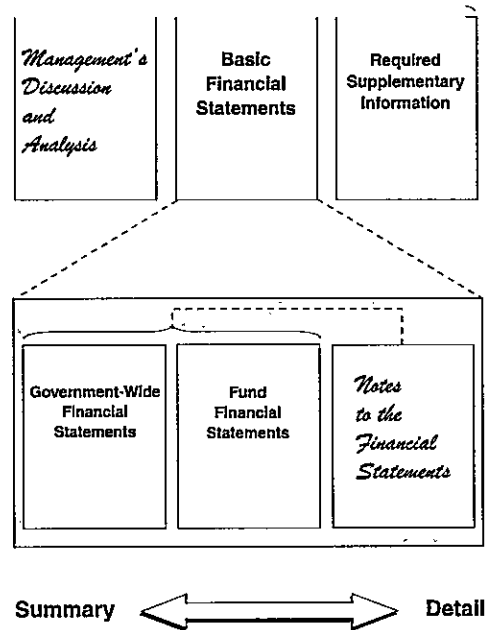 Management's
Discussion
and
Analysis
Basic
Financial
Statements
Required
Supplementary
Information
Government-Wide
Financial
Statements
Fund
Financial
Statements
Notes
to the
Financial
Statements
Summary
Detail